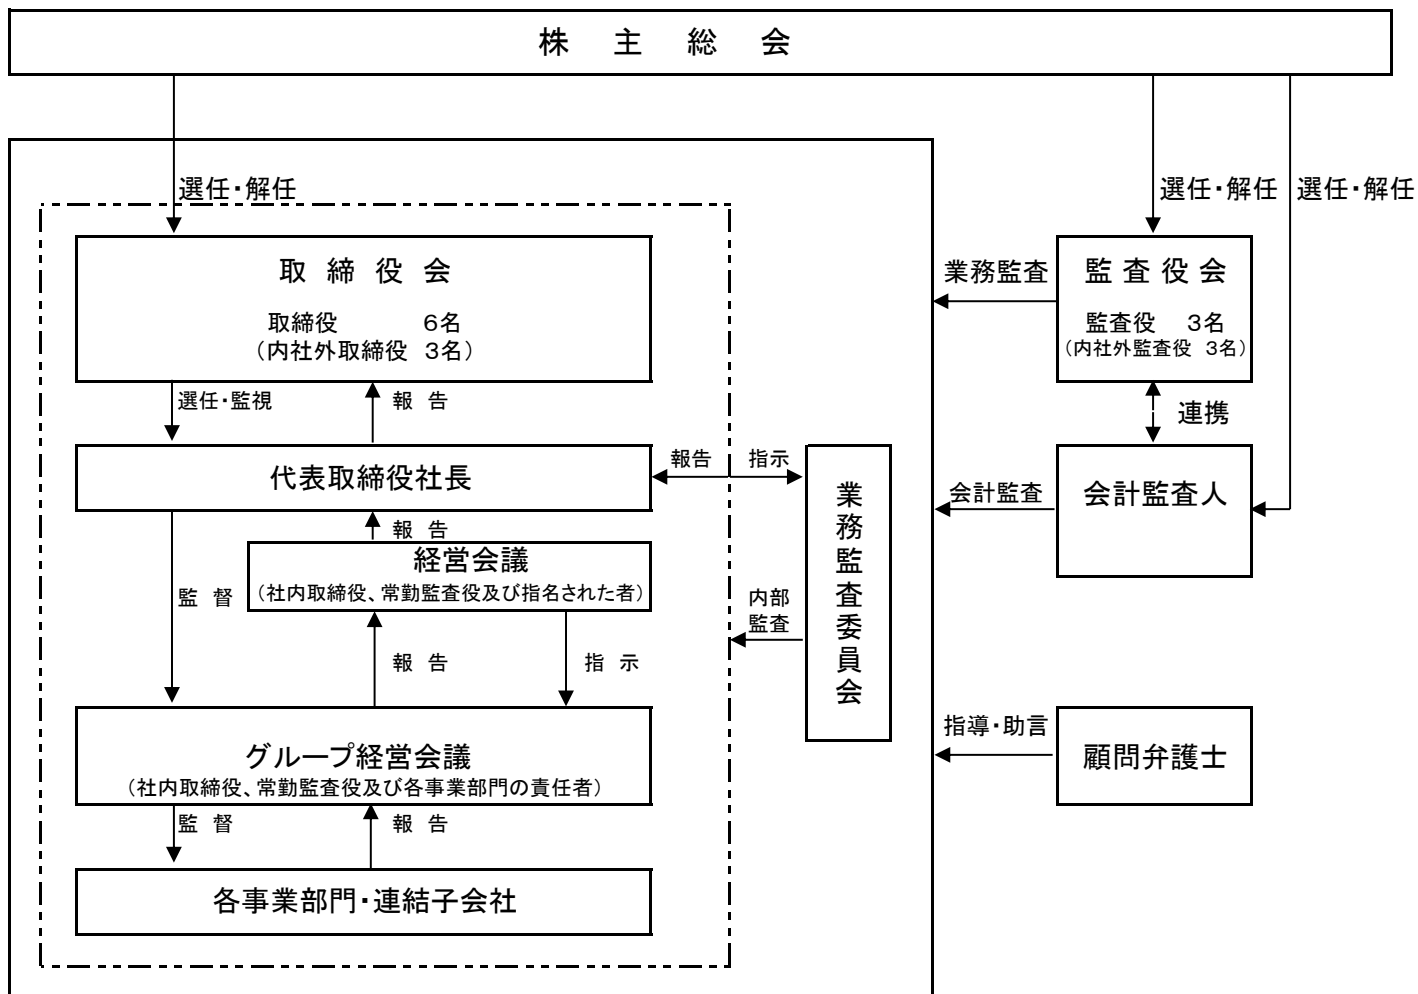 株 主 総 会
選任・解任
選任・解任
選任・解任
取 締 役 会
取締役 6名
(内社外取締役 3名)
業務監査
監査役会
監査役 3名
(内社外監査役 3名)
選任・監視
報 告
連携
代表取締役社長
報告
指示
業務監査委員会
会計監査
会計監査人
報 告
経営会議
(社内取締役、常勤監査役及び指名された者)
監 督
内部
監査
報 告
指 示
グループ経営会議
(社内取締役、常勤監査役及び各事業部門の責任者)
指導・助言
顧問弁護士
監 督
報 告
各事業部門・連結子会社